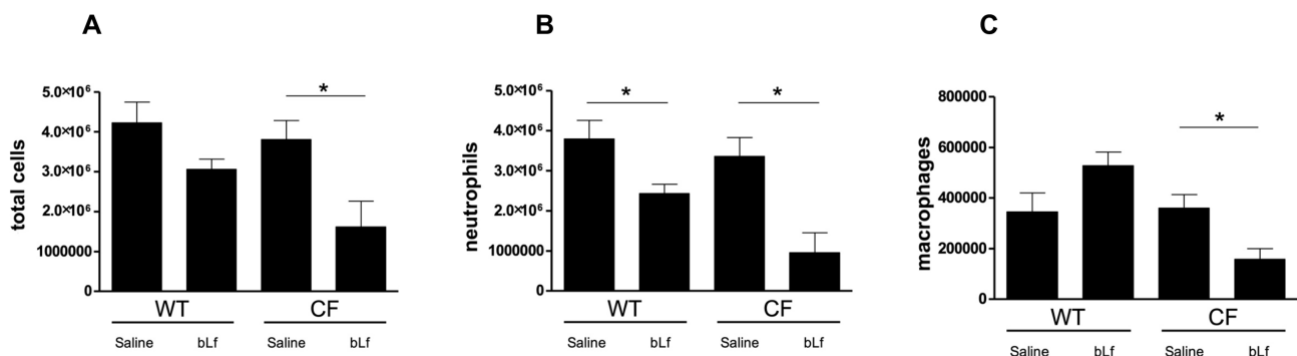 A
total cells
5.0×10⁶
4.0×10⁶
3.0×10⁶
2.0×10⁶
1000000
0
*
WT CF
Saline bLf Saline bLf
B
neutrophils
5.0×10⁶
4.0×10⁶
3.0×10⁶
2.0×10⁶
1000000
0
* *
WT CF
Saline bLf Saline bLf
C
macrophages
800000
600000
400000
200000
0
*
WT CF
Saline bLf Saline bLf